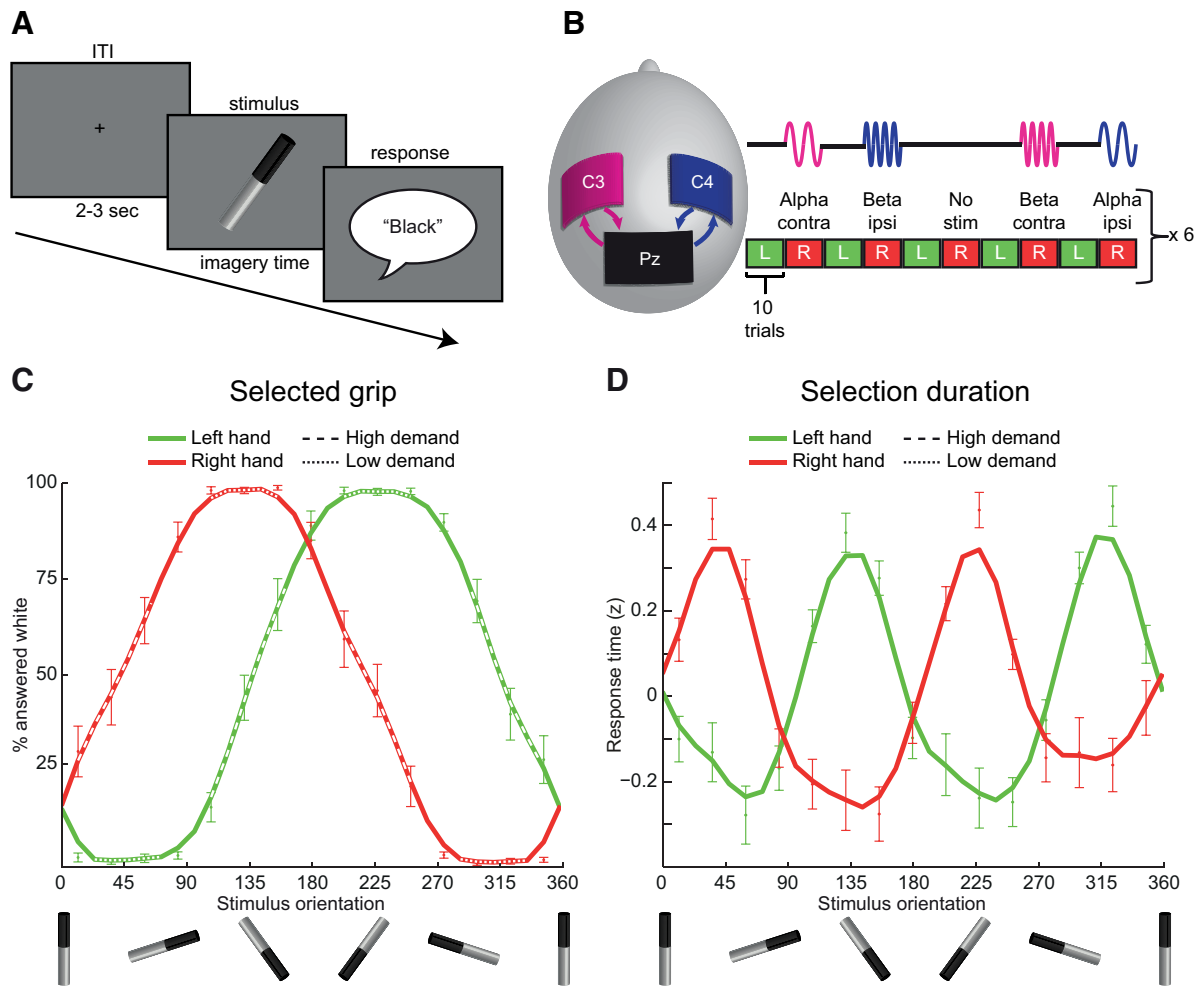 A
ITI
+
2-3 sec
stimulus
imagery time
response
“Black”
B
C3
C4
Pz
Alpha
contra
Beta
ipsi
No
stim
Beta
contra
Alpha
ipsi
L R L R L R L R L R
x 6
10
trials
C
Selected grip
Left hand
High demand
Right hand
Low demand
% answered white
100
75
50
25
0 45 90 135 180 225 270 315 360
Stimulus orientation
D
Selection duration
Left hand
High demand
Right hand
Low demand
Response time (z)
0.4
0.2
0
−0.2
0 45 90 135 180 225 270 315 360
Stimulus orientation